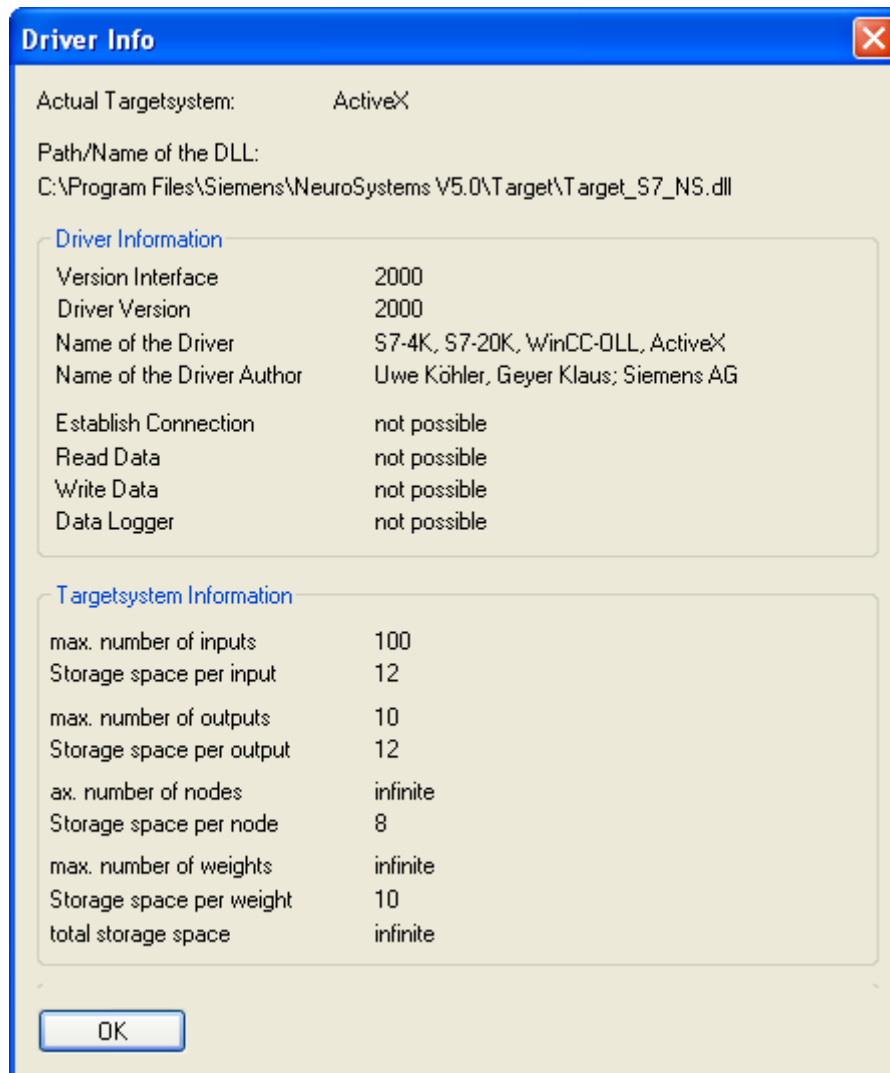 Driver Info
Actual Targetsystem: ActiveX
Path/Name of the DLL:
C:\Program Files\Siemens\NeuroSystems V5.0\Target\Target_S7_NS.dll
Driver Information
Version Interface 2000
Driver Version 2000
Name of the Driver S7-4K, S7-20K, WinCC-OLL, ActiveX
Name of the Driver Author Uwe Köhler, Geyer Klaus; Siemens AG
Establish Connection not possible
Read Data not possible
Write Data not possible
Data Logger not possible
Targetsystem Information
max. number of inputs 100
Storage space per input 12
max. number of outputs 10
Storage space per output 12
ax. number of nodes infinite
Storage space per node 8
max. number of weights infinite
Storage space per weight 10
total storage space infinite
OK